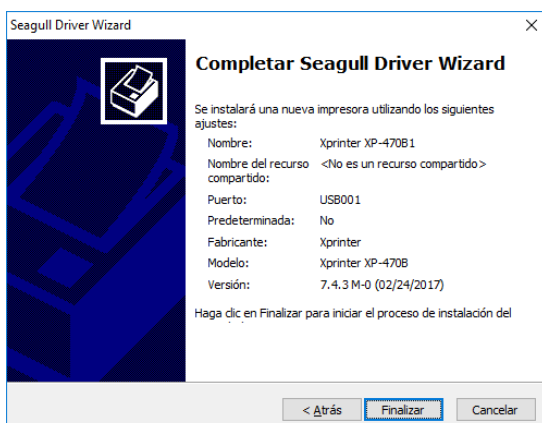 Seagull Driver Wizard
Completar Seagull Driver Wizard
Se instalará una nueva impresora utilizando los siguientes
ajustes:
Nombre: Xprinter XP-470B1
Nombre del recurso <No es un recurso compartido>
compartido:
Puerto: USB001
Predeterminada: No
Fabricante: Xprinter
Modelo: Xprinter XP-470B
Versión: 7.4.3 M-0 (02/24/2017)
Haga clic en Finalizar para iniciar el proceso de instalación del
< Atrás Finalizar Cancelar